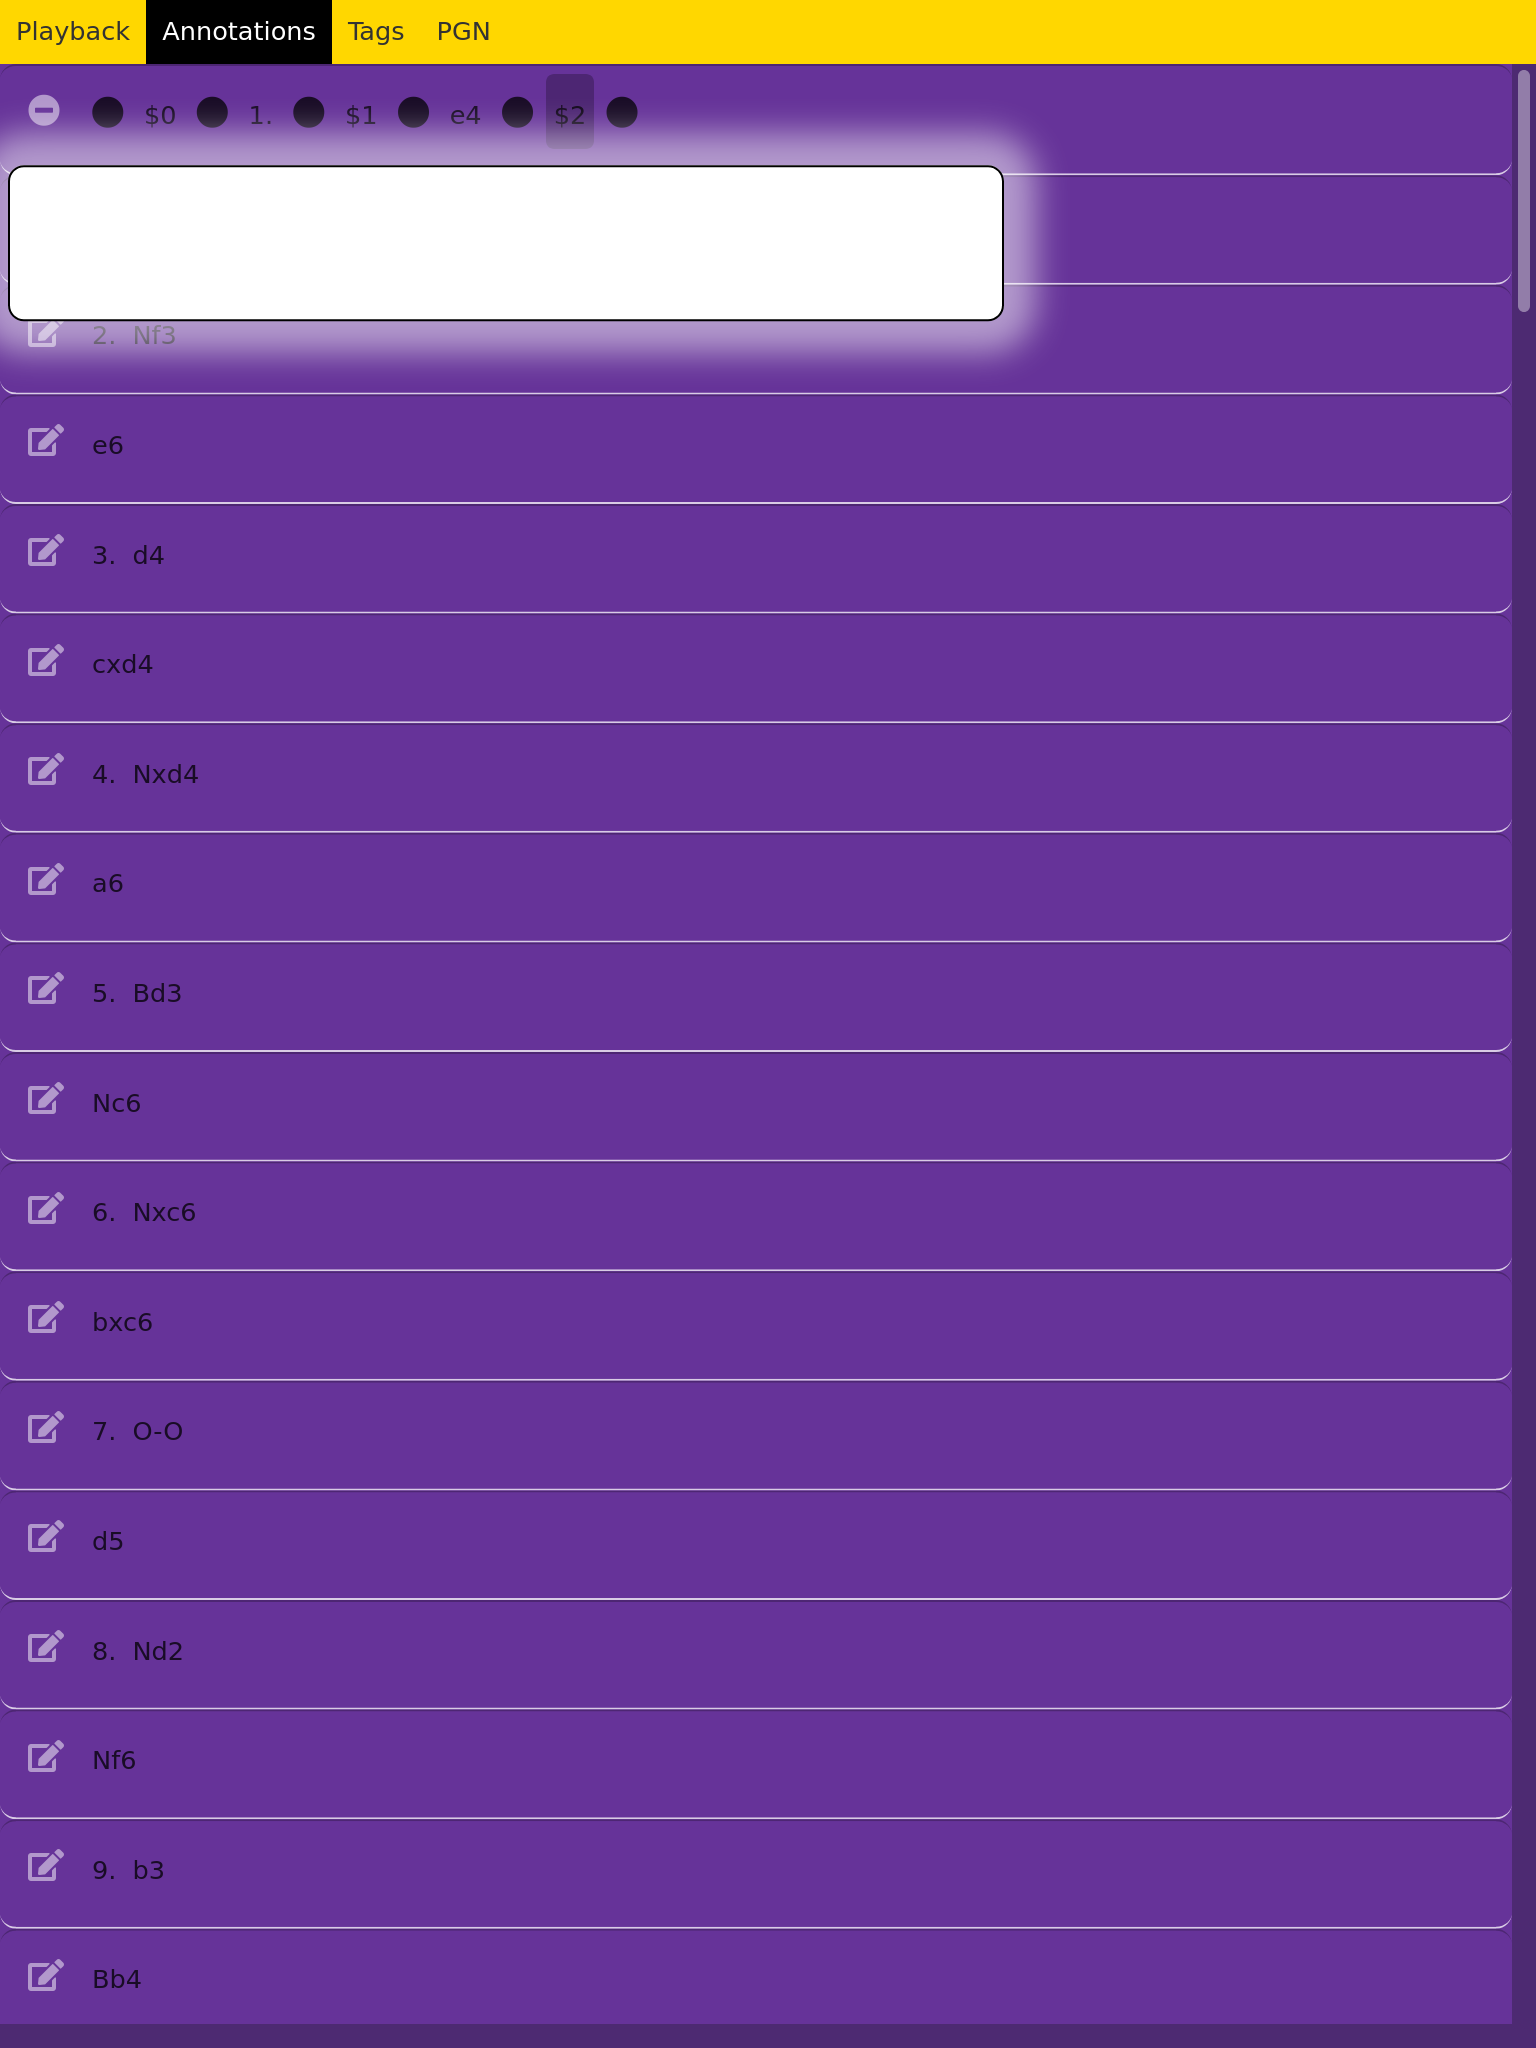 Playback Annotations Tags PGN
$0 1. $1 e4 $2
2. Nf3
e6
3. d4
cxd4
4. Nxd4
a6
5. Bd3
Nc6
6. Nxc6
bxc6
7. O-O
d5
8. Nd2
Nf6
9. b3
Bb4